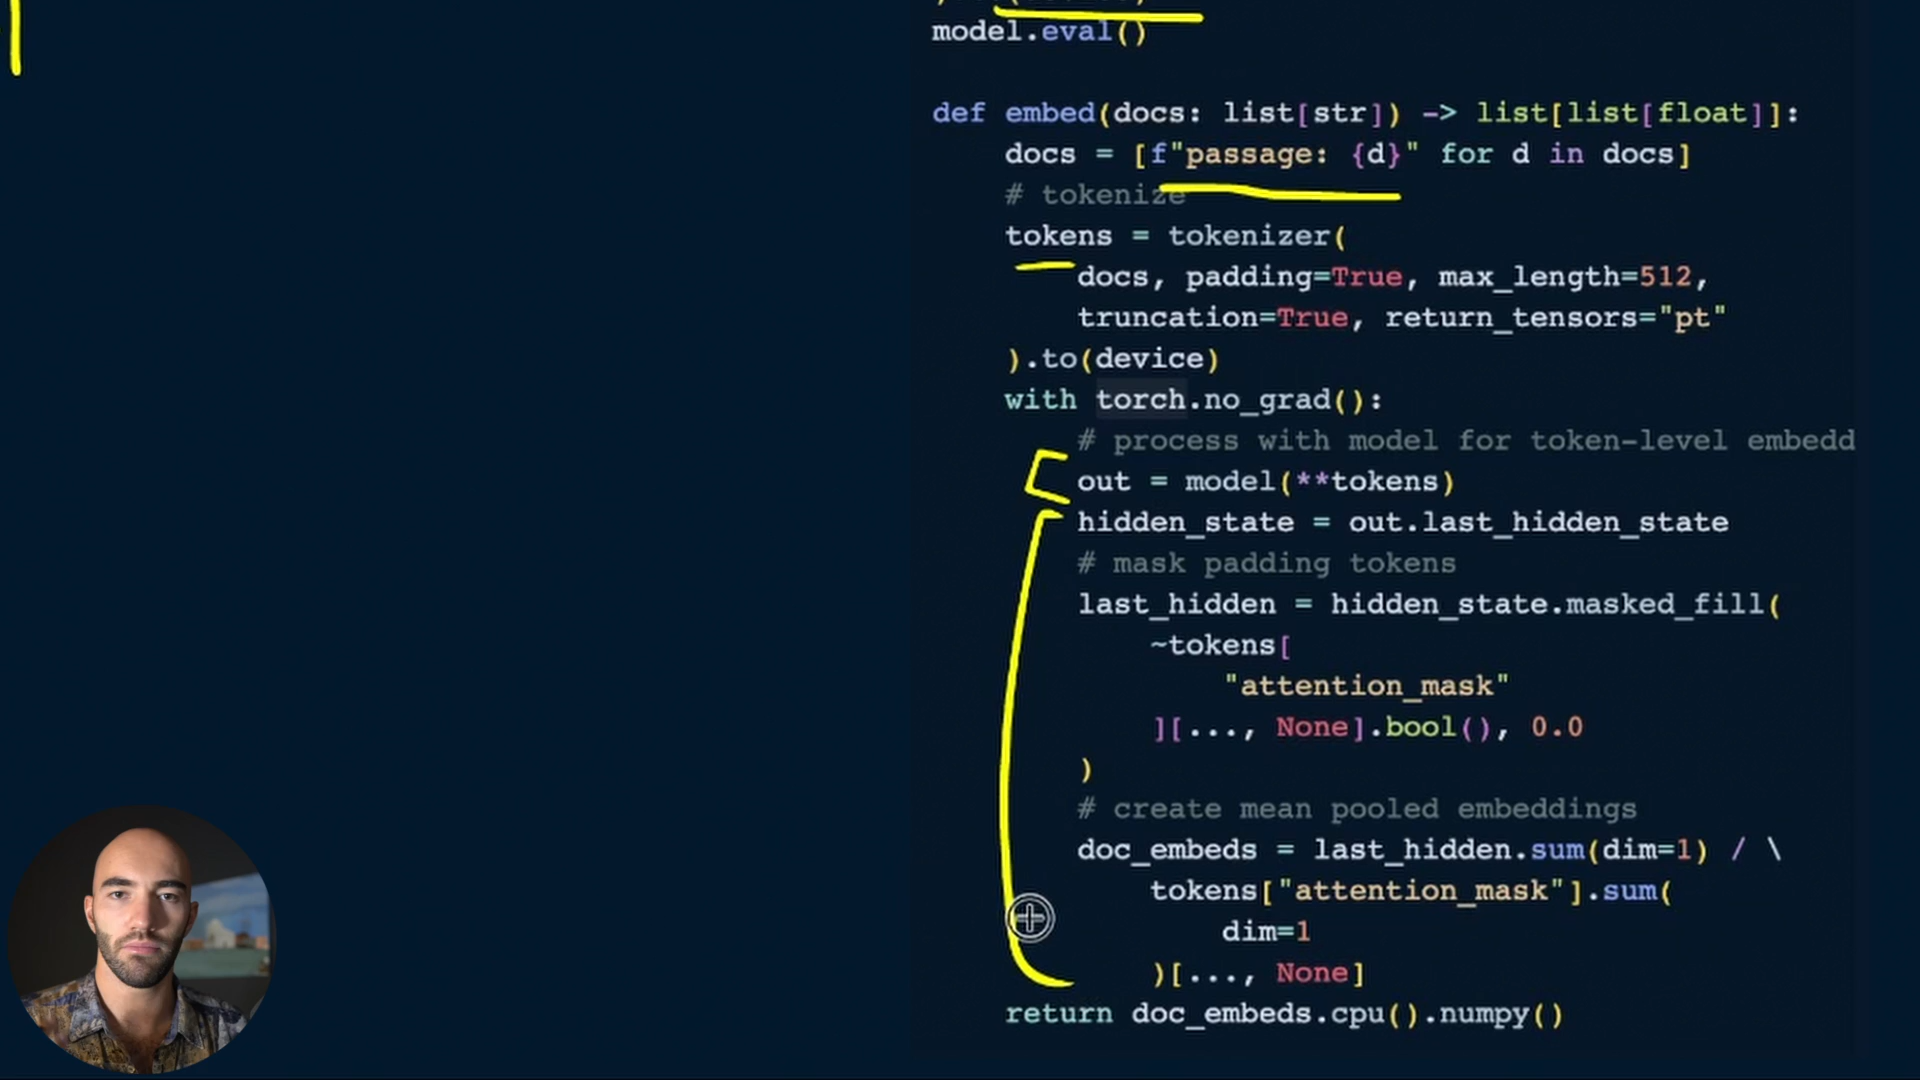 model.eval()
def embed(docs: list[str]) -> list[list[float]]:
docs = [f"passage: {d}" for d in docs]
# tokenize
tokens = tokenizer(
docs, padding=True, max_length=512,
truncation=True, return_tensors="pt"
).to(device)
with torch.no_grad():
# process with model for token-level embedd
out = model(**tokens)
hidden_state = out.last_hidden_state
# mask padding tokens
last_hidden = hidden_state.masked_fill(
~tokens[
"attention_mask"
][..., None].bool(), 0.0
)
# create mean pooled embeddings
doc_embeds = last_hidden.sum(dim=1) / \
tokens["attention_mask"].sum(
dim=1
)[..., None]
return doc_embeds.cpu().numpy()